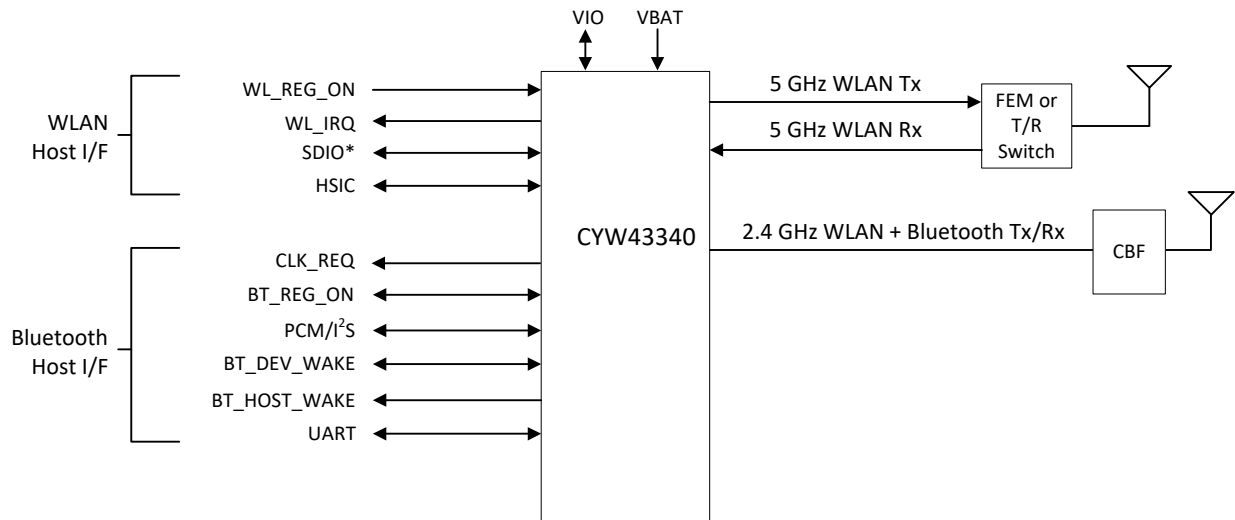 VIO VBAT
WLAN
Host I/F
WL_REG_ON
WL_IRQ
SDIO*
HSIC
Bluetooth
Host I/F
CLK_REQ
BT_REG_ON
PCM/I²S
BT_DEV_WAKE
BT_HOST_WAKE
UART
CYW43340
5 GHz WLAN Tx
5 GHz WLAN Rx
FEM or
T/R
Switch
2.4 GHz WLAN + Bluetooth Tx/Rx
CBF